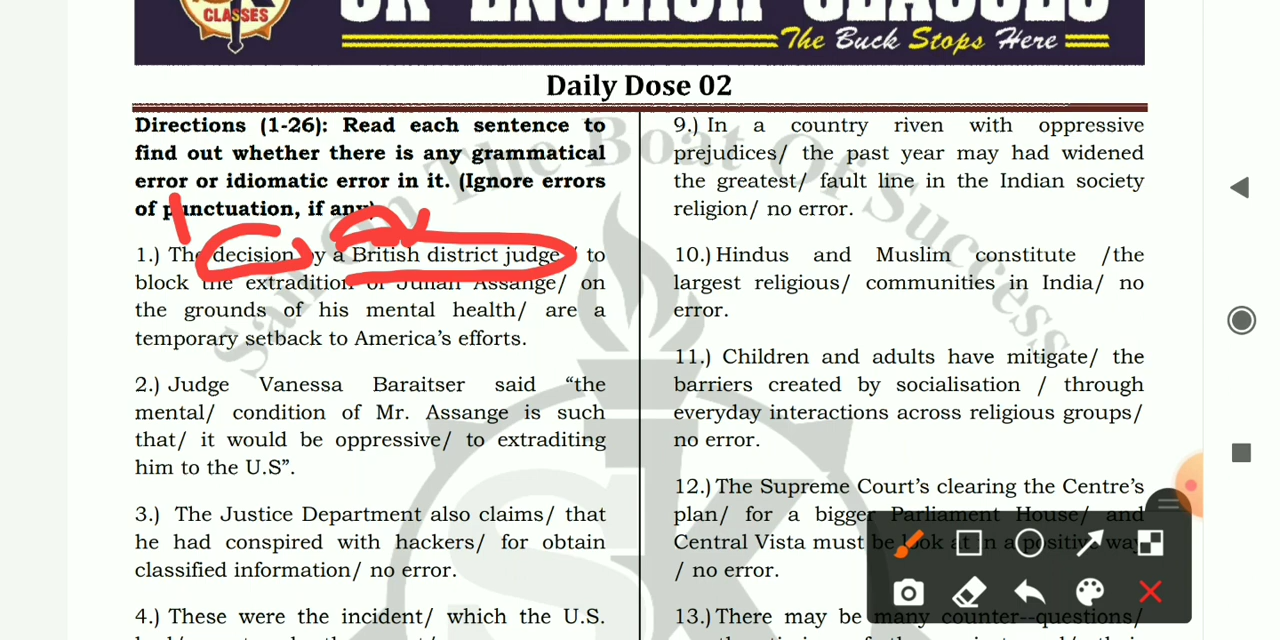 CLASSES
SK ENGLISH CLASSES
The Buck Stops Here
Daily Dose 02
Directions (1-26): Read each sentence to
find out whether there is any grammatical
error or idiomatic error in it. (Ignore errors
of punctuation, if any)
1.) The decision by a British district judge/ to
block the extradition of Julian Assange/ on
the grounds of his mental health/ are a
temporary setback to America's efforts.
2.) Judge Vanessa Baraitser said “the
mental/ condition of Mr. Assange is such
that/ it would be oppressive/ to extraditing
him to the U.S”.
3.) The Justice Department also claims/ that
he had conspired with hackers/ for obtain
classified information/ no error.
4.) These were the incident/ which the U.S.
9.) In a country riven with oppressive
prejudices/ the past year may had widened
the greatest/ fault line in the Indian society
religion/ no error.
10.) Hindus and Muslim constitute /the
largest religious/ communities in India/ no
error.
11.) Children and adults have mitigate/ the
barriers created by socialisation / through
everyday interactions across religious groups/
no error.
12.) The Supreme Court's clearing the Centre's
plan/ for a bigger Parliament House/ and
Central Vista must be look at in a positive way
/ no error.
13.) There may be many counter--questions/
Sail On The Boat Of Success
SK